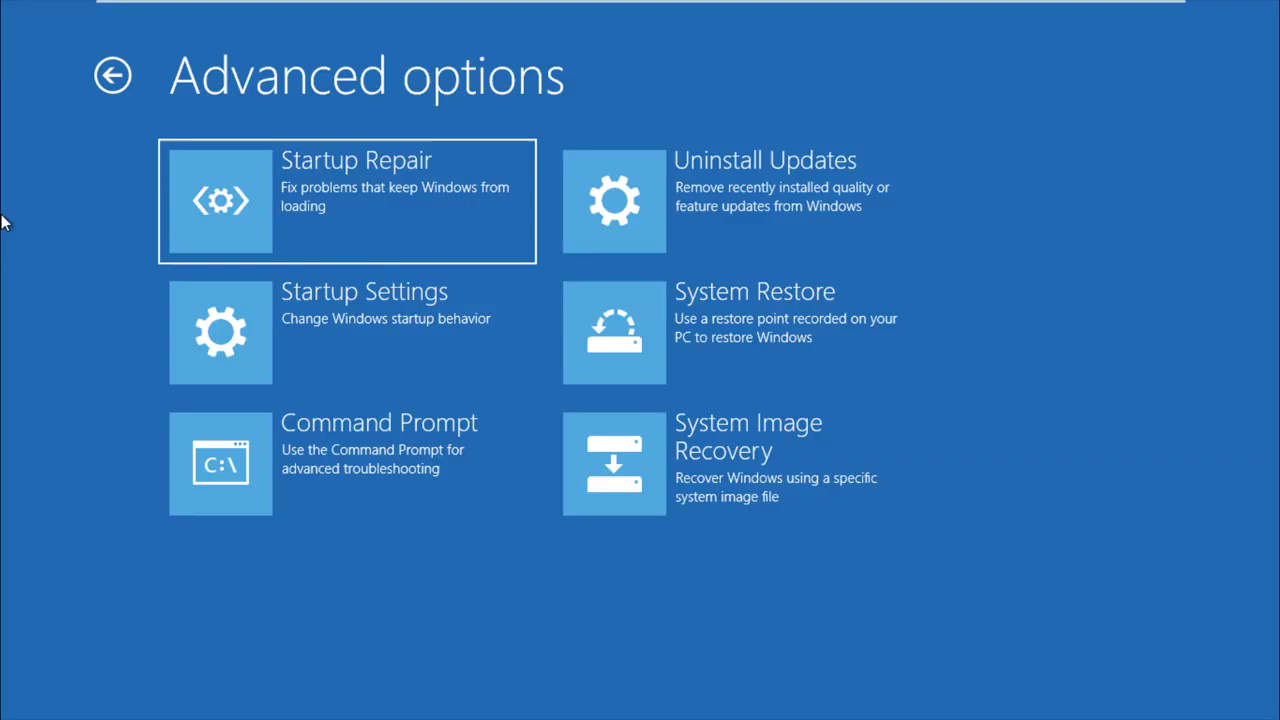 Advanced options
Startup Repair
Fix problems that keep Windows from
loading
Uninstall Updates
Remove recently installed quality or
feature updates from Windows
Startup Settings
Change Windows startup behavior
System Restore
Use a restore point recorded on your
PC to restore Windows
Command Prompt
Use the Command Prompt for
advanced troubleshooting
C:\
System Image
Recovery
Recover Windows using a specific
system image file